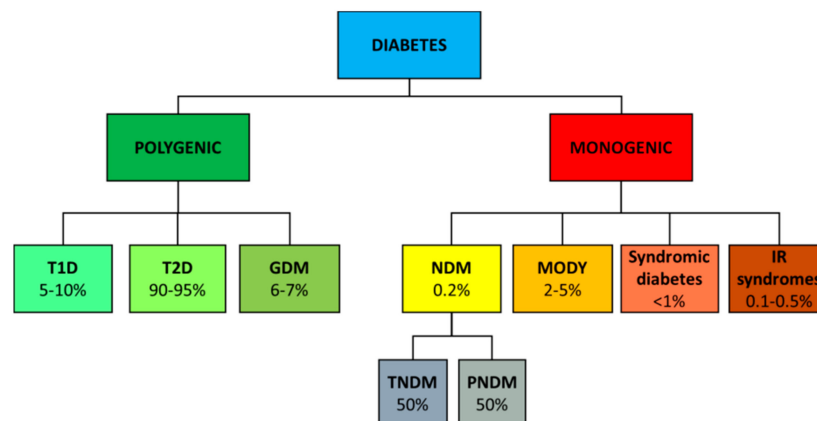 DIABETES
POLYGENIC
MONOGENIC
T1D
5-10%
T2D
90-95%
GDM
6-7%
NDM
0.2%
MODY
2-5%
Syndromic
diabetes
<1%
IR
syndromes
0.1-0.5%
TNDM
50%
PNDM
50%